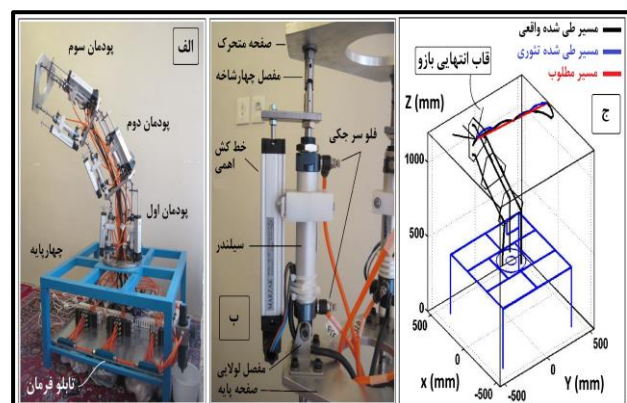 الف
پودمان سوم
پودمان دوم
پودمان اول
چهارپایه
تابلو فرمان
صفحه متحرک
مفصل چهارشاخه
فلو سر جکی
خط کش
اهمی
سیلندر
ب
مفصل لولایی
صفحه پایه
مسیر طی شده واقعی
مسیر طی شده تئوری
مسیر مطلوب
قاب انتهایی بازو
ج
Z (mm)
1000
500
0
500
0
-500
x (mm)
-500
0
500
Y (mm)